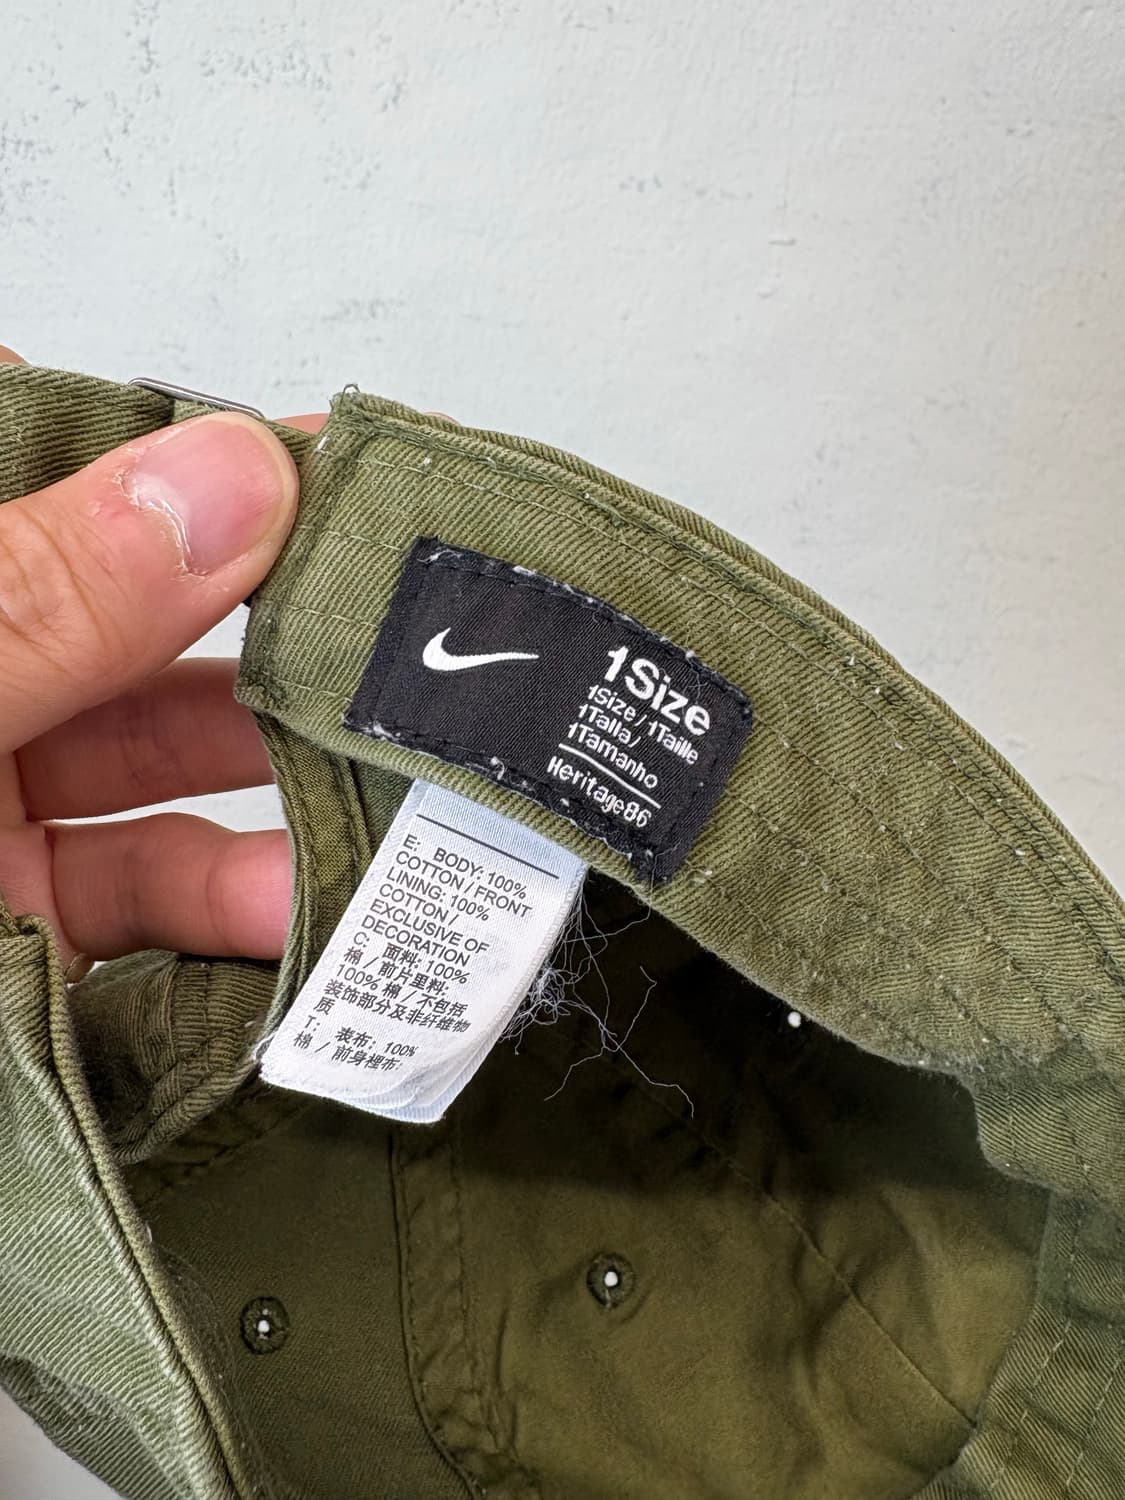 1Size
1Size/1Taille
1Talla/
1Tamanho
Heritage86
E: BODY: 100%
COTTON / FRONT
LINING: 100%
COTTON /
EXCLUSIVE OF
DECORATION
C: 面料: 100%
棉 / 前片里料:
100% 棉 / 不包括
装饰部分及非纤维物
质
T: 表布: 100%
棉 / 前身裡布: